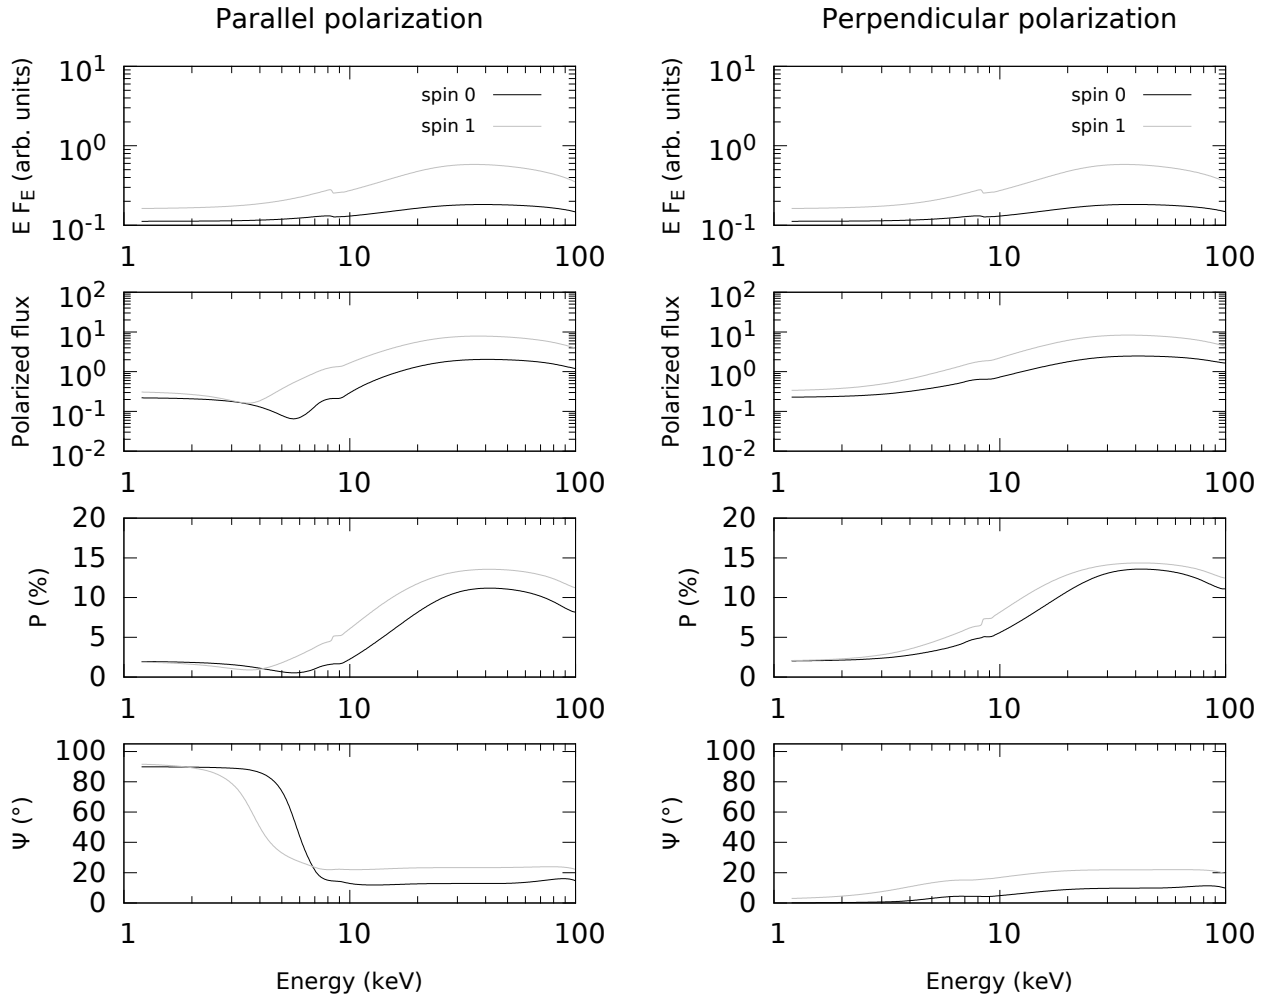 Parallel polarization
E F_E (arb. units)
10^1
10^0
10^-1
spin 0
spin 1
1 10 100
Polarized flux
10^2
10^1
10^0
10^-1
10^-2
1 10 100
P (%)
20
15
10
5
0
1 10 100
Ψ (°)
100
80
60
40
20
0
1 10 100
Energy (keV)
Perpendicular polarization
E F_E (arb. units)
10^1
10^0
10^-1
spin 0
spin 1
1 10 100
Polarized flux
10^2
10^1
10^0
10^-1
10^-2
1 10 100
P (%)
20
15
10
5
0
1 10 100
Ψ (°)
100
80
60
40
20
0
1 10 100
Energy (keV)